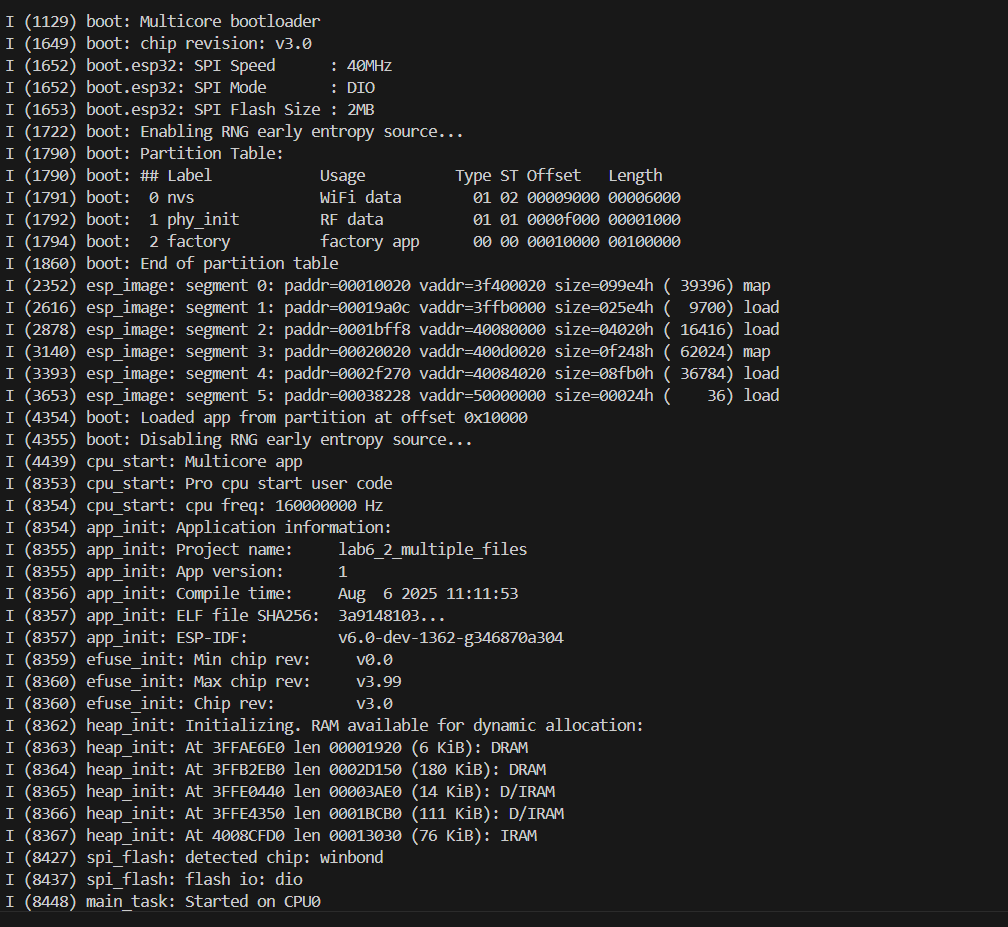 I (1129) boot: Multicore bootloader
I (1649) boot: chip revision: v3.0
I (1652) boot.esp32: SPI Speed      : 40MHz
I (1652) boot.esp32: SPI Mode       : DIO
I (1653) boot.esp32: SPI Flash Size : 2MB
I (1722) boot: Enabling RNG early entropy source...
I (1790) boot: Partition Table:
I (1790) boot: ## Label            Usage          Type ST Offset   Length
I (1791) boot:  0 nvs              WiFi data        01 02 00009000 00006000
I (1792) boot:  1 phy_init         RF data          01 01 0000f000 00001000
I (1794) boot:  2 factory          factory app      00 00 00010000 00100000
I (1860) boot: End of partition table
I (2352) esp_image: segment 0: paddr=00010020 vaddr=3f400020 size=099e4h ( 39396) map
I (2616) esp_image: segment 1: paddr=00019a0c vaddr=3ffb0000 size=025e4h (  9700) load
I (2878) esp_image: segment 2: paddr=0001bff8 vaddr=40080000 size=04020h ( 16416) load
I (3140) esp_image: segment 3: paddr=00020020 vaddr=400d0020 size=0f248h ( 62024) map
I (3393) esp_image: segment 4: paddr=0002f270 vaddr=40084020 size=08fb0h ( 36784) load
I (3653) esp_image: segment 5: paddr=00038228 vaddr=50000000 size=00024h (    36) load
I (4354) boot: Loaded app from partition at offset 0x10000
I (4355) boot: Disabling RNG early entropy source...
I (4439) cpu_start: Multicore app
I (8353) cpu_start: Pro cpu start user code
I (8354) cpu_start: cpu freq: 160000000 Hz
I (8354) app_init: Application information:
I (8355) app_init: Project name:     lab6_2_multiple_files
I (8355) app_init: App version:      1
I (8356) app_init: Compile time:     Aug  6 2025 11:11:53
I (8357) app_init: ELF file SHA256:  3a9148103...
I (8357) app_init: ESP-IDF:          v6.0-dev-1362-g346870a304
I (8359) efuse_init: Min chip rev:     v0.0
I (8360) efuse_init: Max chip rev:     v3.99
I (8360) efuse_init: Chip rev:         v3.0
I (8362) heap_init: Initializing. RAM available for dynamic allocation:
I (8363) heap_init: At 3FFAE6E0 len 00001920 (6 KiB): DRAM
I (8364) heap_init: At 3FFB2EB0 len 0002D150 (180 KiB): DRAM
I (8365) heap_init: At 3FFE0440 len 00003AE0 (14 KiB): D/IRAM
I (8366) heap_init: At 3FFE4350 len 0001BCB0 (111 KiB): D/IRAM
I (8367) heap_init: At 4008CFD0 len 00013030 (76 KiB): IRAM
I (8427) spi_flash: detected chip: winbond
I (8437) spi_flash: flash io: dio
I (8448) main_task: Started on CPU0